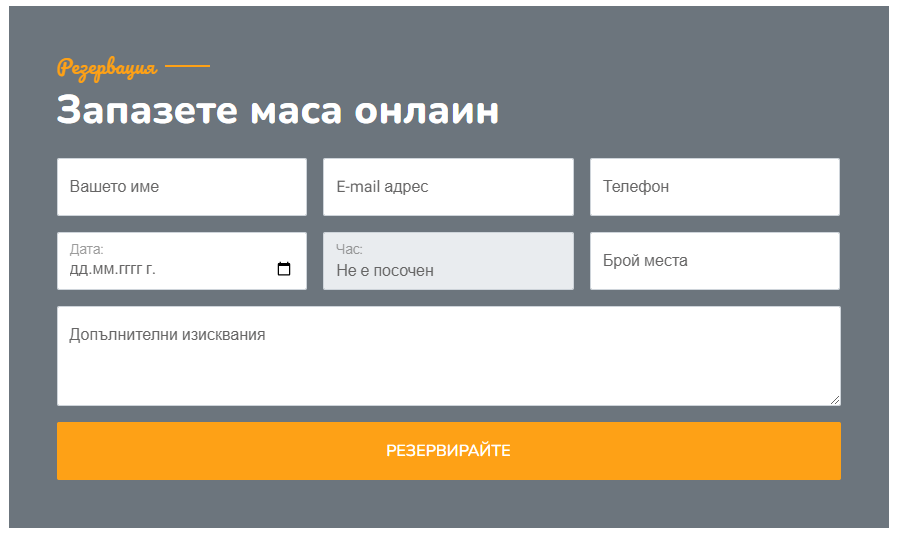 Резервация
Запазете маса онлаин
Вашето име
E-mail адрес
Телефон
Дата:
дд.мм.гггг г.
Час:
Не е посочен
Брой места
Допълнителни изисквания
РЕЗЕРВИРАЙТЕ